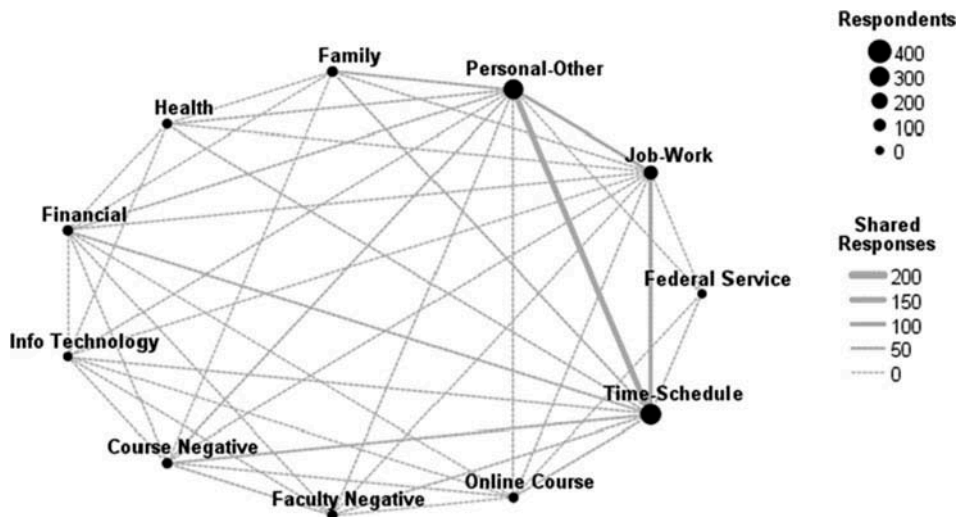 Family
Personal-Other
Health
Job-Work
Financial
Federal Service
Info Technology
Time-Schedule
Course Negative
Online Course
Faculty Negative
Respondents
400
300
200
100
0
Shared
Responses
200
150
100
50
0